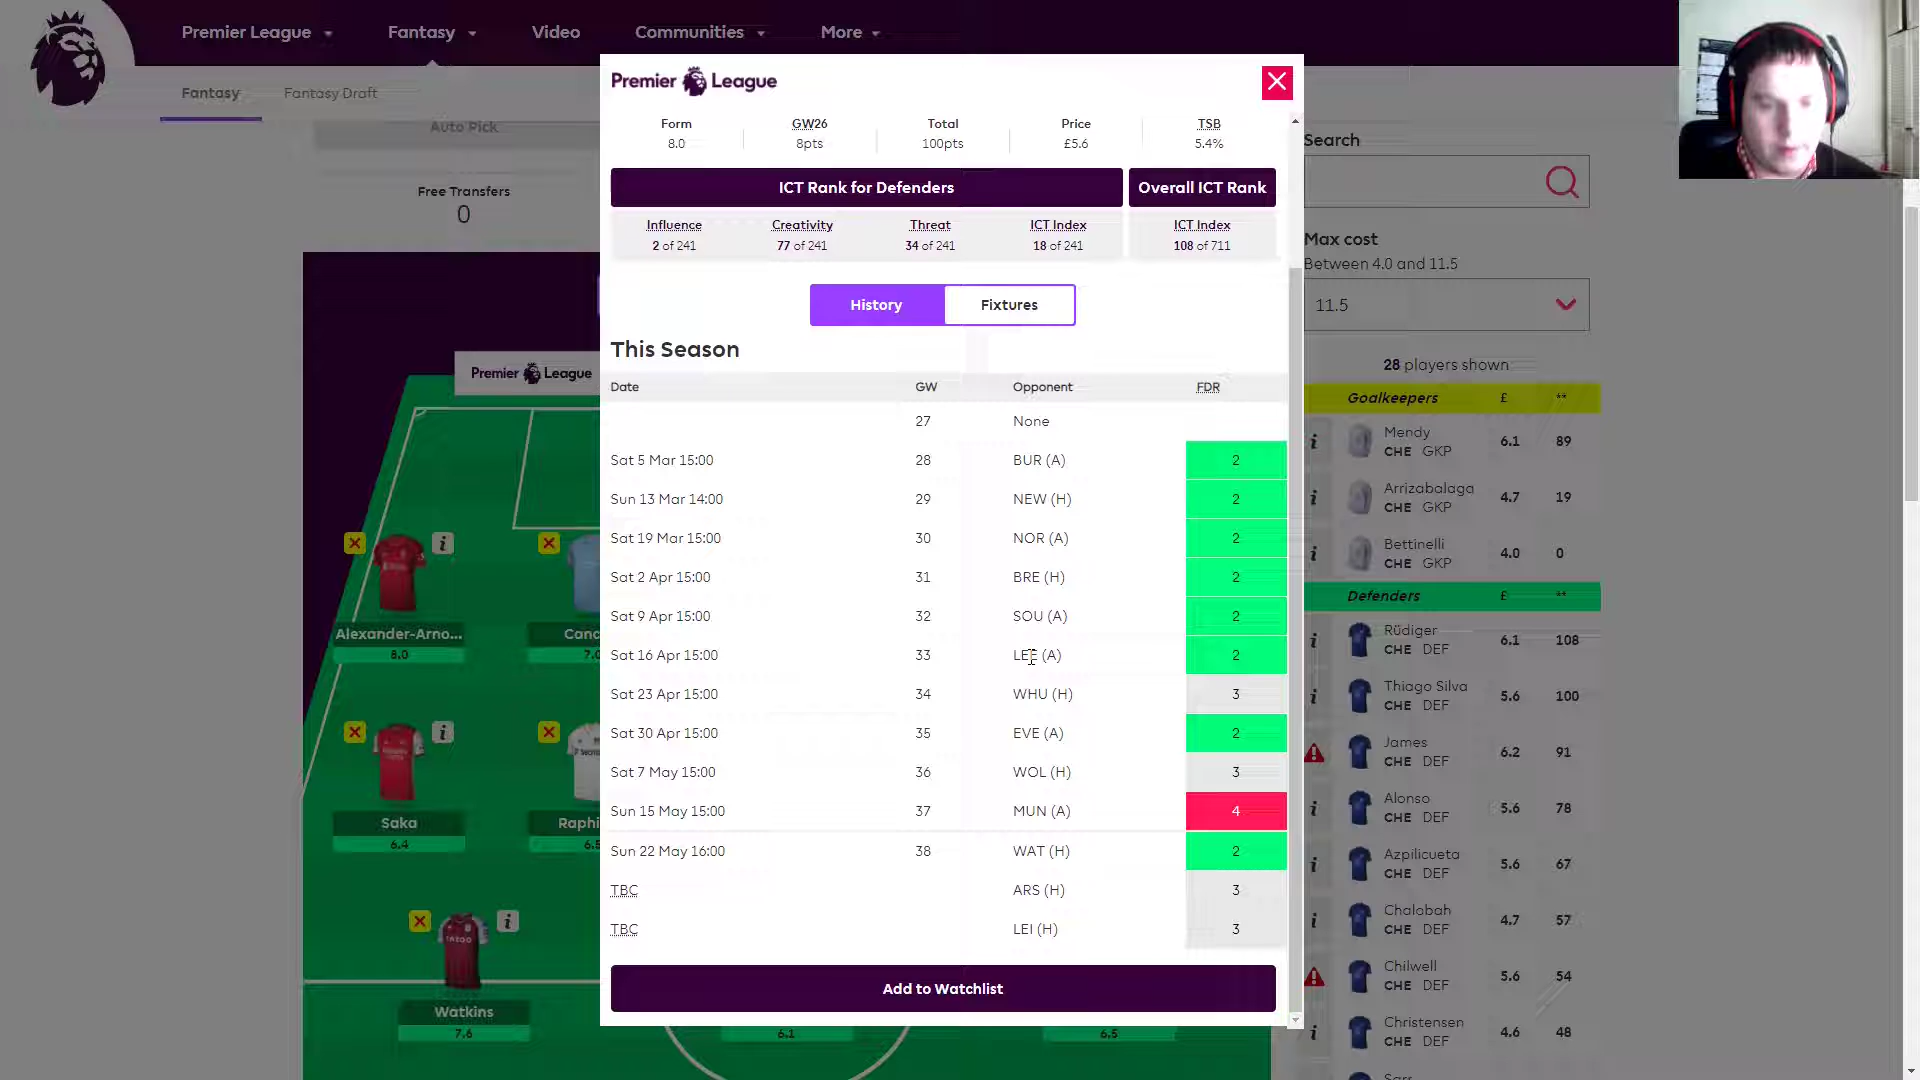 Premier League
Fantasy
Video
Communities
More
Fantasy
Fantasy Draft
Auto Pick
Free Transfers
0
Premier League
Alexander-Arno...
8.0
Canc
7.0
Saka
6.4
Raphi
6.5
Watkins
7.6
6.1
6.5
Premier League
Form GW26 Total Price TSB
8.0 8pts 100pts £5.6 5.4%
ICT Rank for Defenders Overall ICT Rank
Influence Creativity Threat ICT Index ICT Index
2 of 241 77 of 241 34 of 241 18 of 241 108 of 711
History Fixtures
This Season
Date GW Opponent FDR
27 None
Sat 5 Mar 15:00 28 BUR (A) 2
Sun 13 Mar 14:00 29 NEW (H) 2
Sat 19 Mar 15:00 30 NOR (A) 2
Sat 2 Apr 15:00 31 BRE (H) 2
Sat 9 Apr 15:00 32 SOU (A) 2
Sat 16 Apr 15:00 33 LEE (A) 2
Sat 23 Apr 15:00 34 WHU (H) 3
Sat 30 Apr 15:00 35 EVE (A) 2
Sat 7 May 15:00 36 WOL (H) 3
Sun 15 May 15:00 37 MUN (A) 4
Sun 22 May 16:00 38 WAT (H) 2
TBC ARS (H) 3
TBC LEI (H) 3
Add to Watchlist
Search
Max cost
Between 4.0 and 11.5
11.5
28 players shown
Goalkeepers £ **
Mendy 6.1 89
CHE GKP
Arrizabalaga 4.7 19
CHE GKP
Bettinelli 4.0 0
CHE GKP
Defenders £ **
Rüdiger 6.1 108
CHE DEF
Thiago Silva 5.6 100
CHE DEF
James 6.2 91
CHE DEF
Alonso 5.6 78
CHE DEF
Azpilicueta 5.6 67
CHE DEF
Chalobah 4.7 57
CHE DEF
Chilwell 5.6 54
CHE DEF
Christensen 4.6 48
CHE DEF